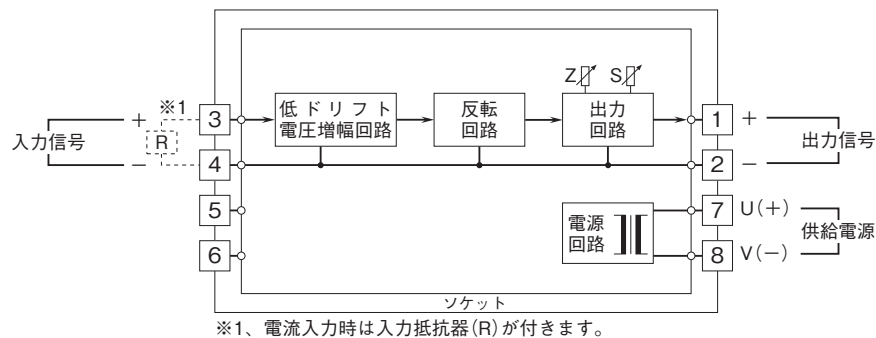 Z S
※1
3
低ドリフト
電圧増幅回路
反転
回路
出力
回路
1
+
+
入力信号
R
出力信号
−
4
2
−
5
7
U(+)
電源
回路
供給電源
6
8
V(−)
ソケット
※1、電流入力時は入力抵抗器(R)が付きます。